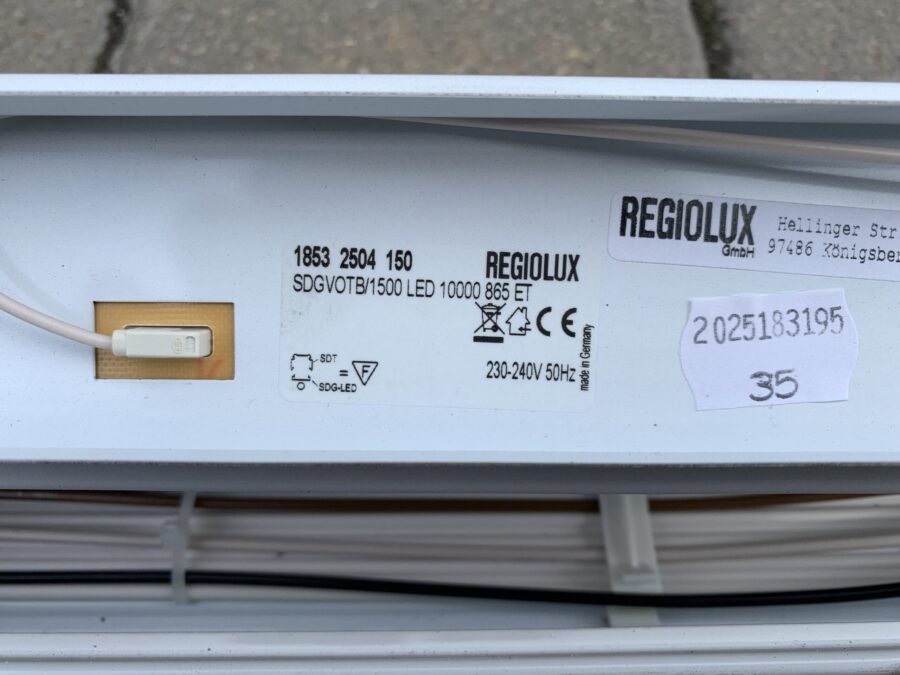 1853 2504 150
REGIOLUX
SDGVOTB/1500 LED 10000 865 ET
CE
SDT
=
F
SDG-LED
230-240V 50Hz
made in Germany
REGIOLUX
GmbH
Hellinger Str
97486 Königsber
2025183195
35